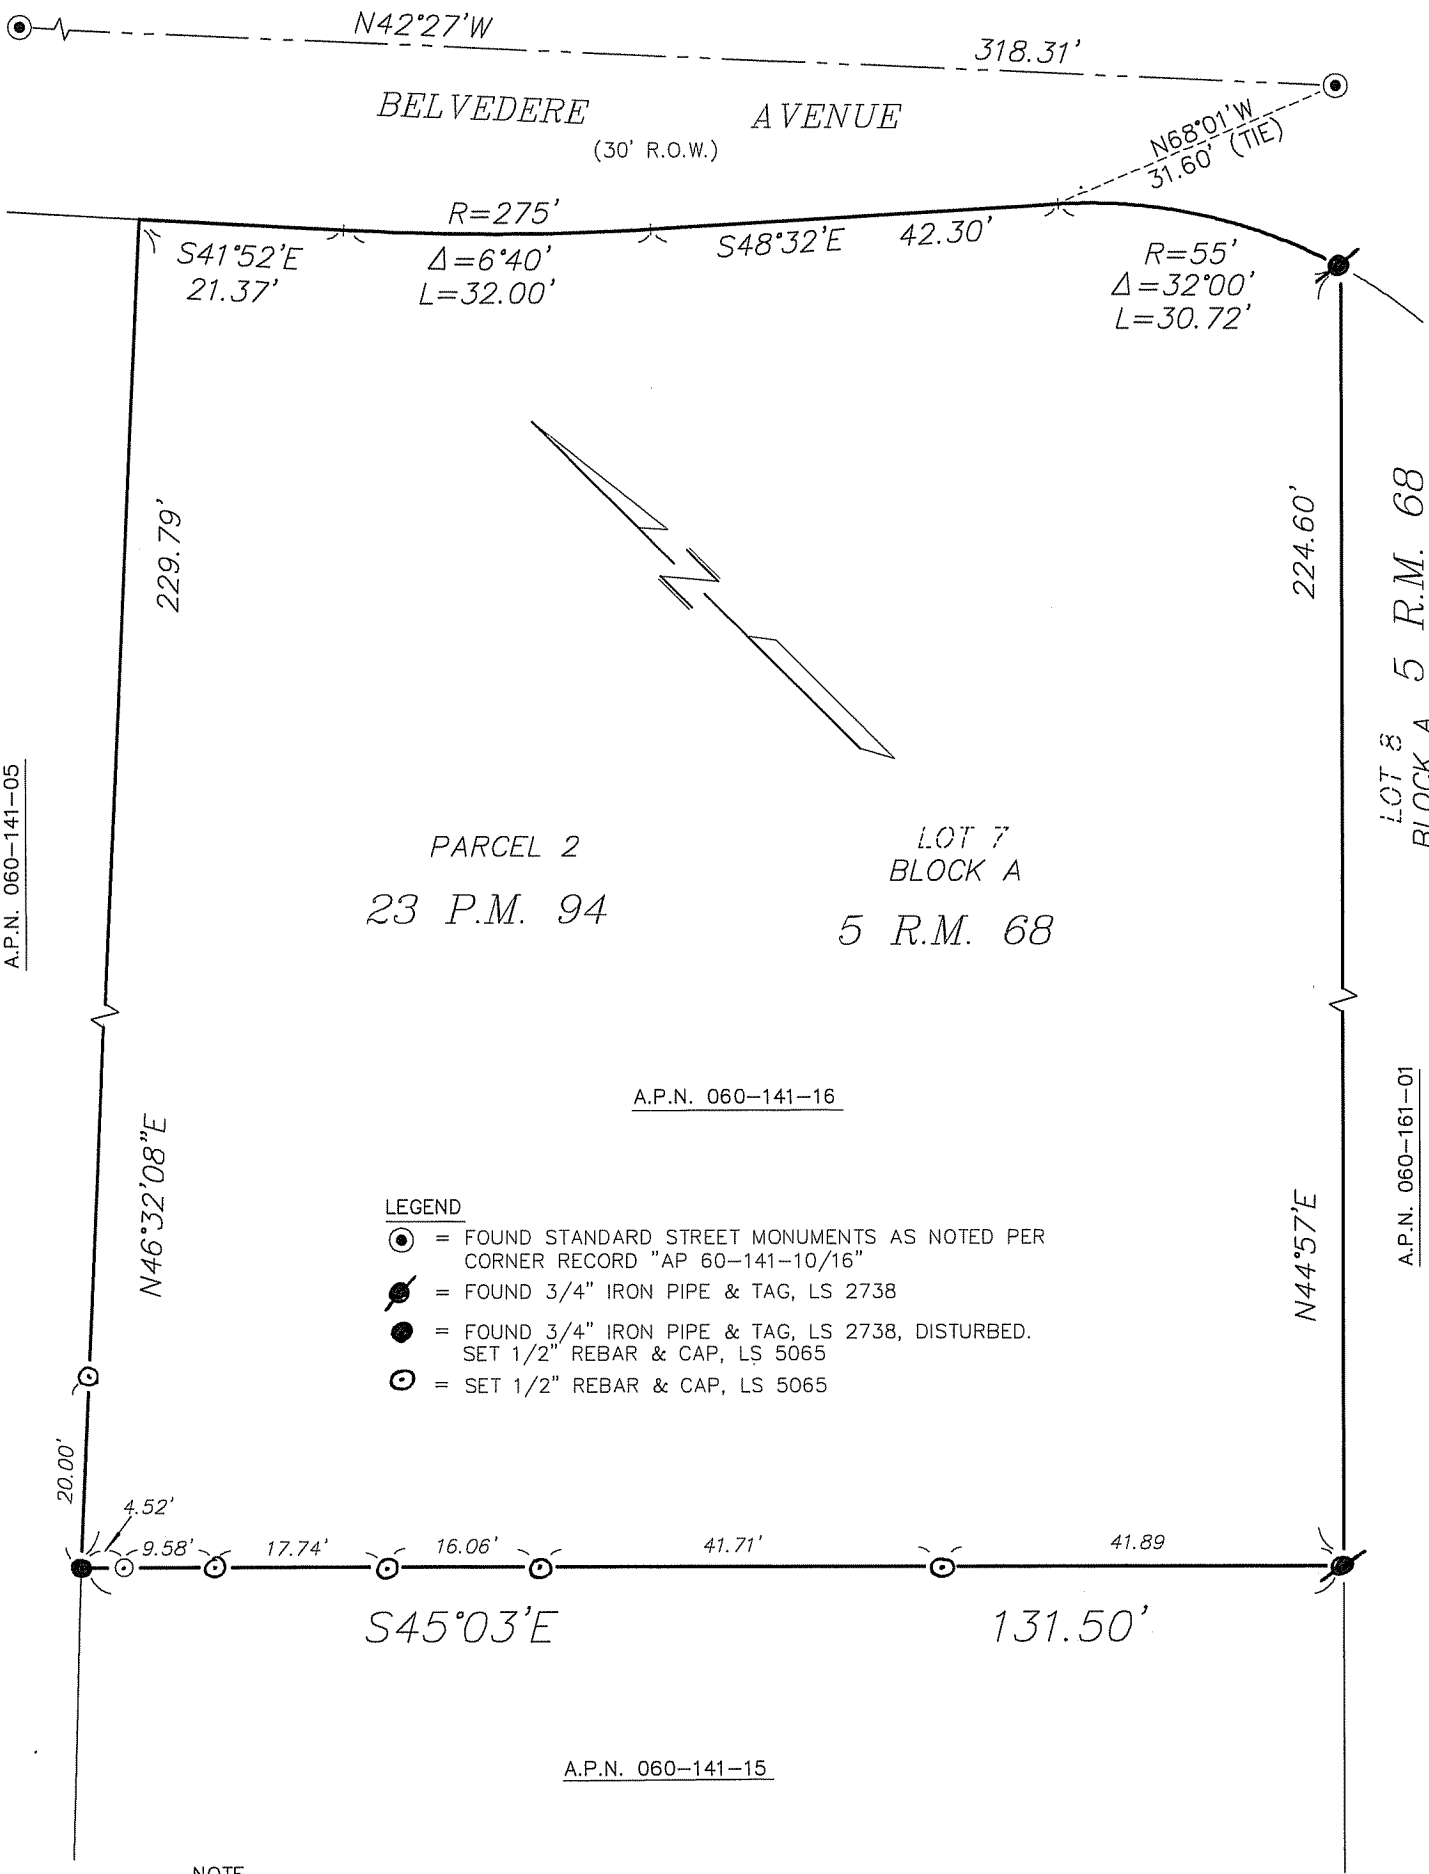 N42°27'W
318.31'
BELVEDERE AVENUE
(30' R.O.W.)
N68°01'W
31.60' (TIE)
R=275'
Δ=6°40'
L=32.00'
S41°52'E
21.37'
S48°32'E 42.30'
R=55'
Δ=32°00'
L=30.72'
229.79'
224.60'
LOT 8
BLOCK A 5 R.M. 68
A.P.N. 060-141-05
PARCEL 2
23 P.M. 94
LOT 7
BLOCK A
5 R.M. 68
A.P.N. 060-141-16
A.P.N. 060-161-01
N46°32'08"E
N44°57'E
LEGEND
= FOUND STANDARD STREET MONUMENTS AS NOTED PER
CORNER RECORD "AP 60-141-10/16"
= FOUND 3/4" IRON PIPE & TAG, LS 2738
= FOUND 3/4" IRON PIPE & TAG, LS 2738, DISTURBED.
SET 1/2" REBAR & CAP, LS 5065
= SET 1/2" REBAR & CAP, LS 5065
20.00'
4.52'
9.58'
17.74'
16.06'
41.71'
41.89
S45°03'E
131.50'
A.P.N. 060-141-15
NOTE